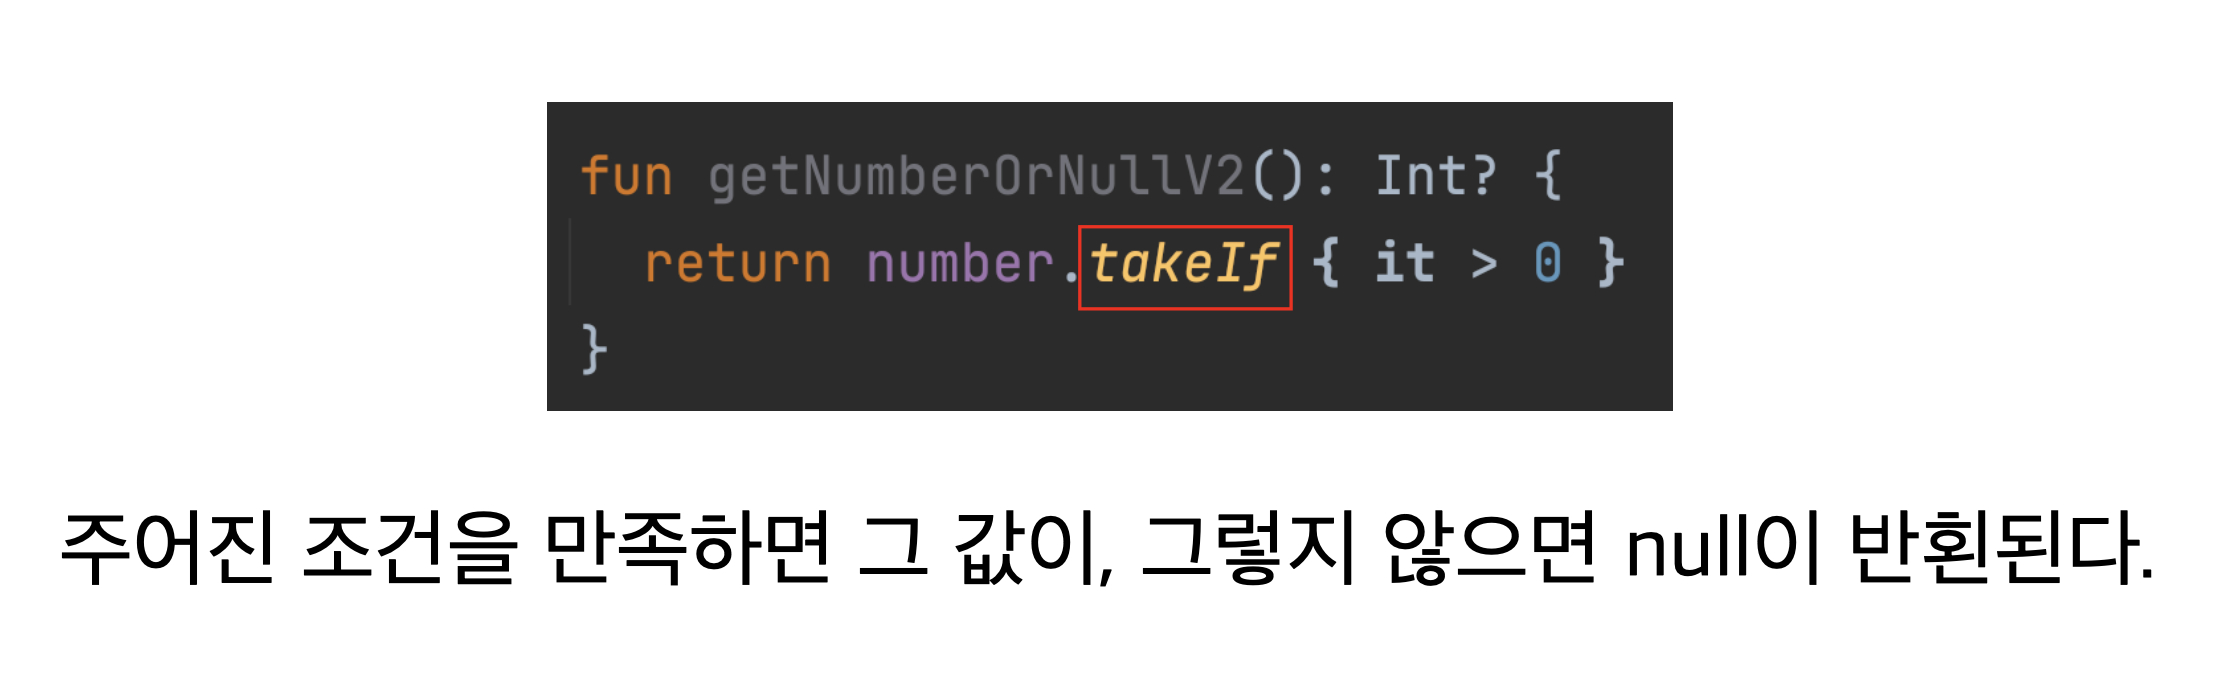 fun getNumberOrNullV2(): Int? {
return number.takeIf { it > 0 }
}
주어진 조건을 만족하면 그 값이, 그렇지 않으면 null이 반횐된다.